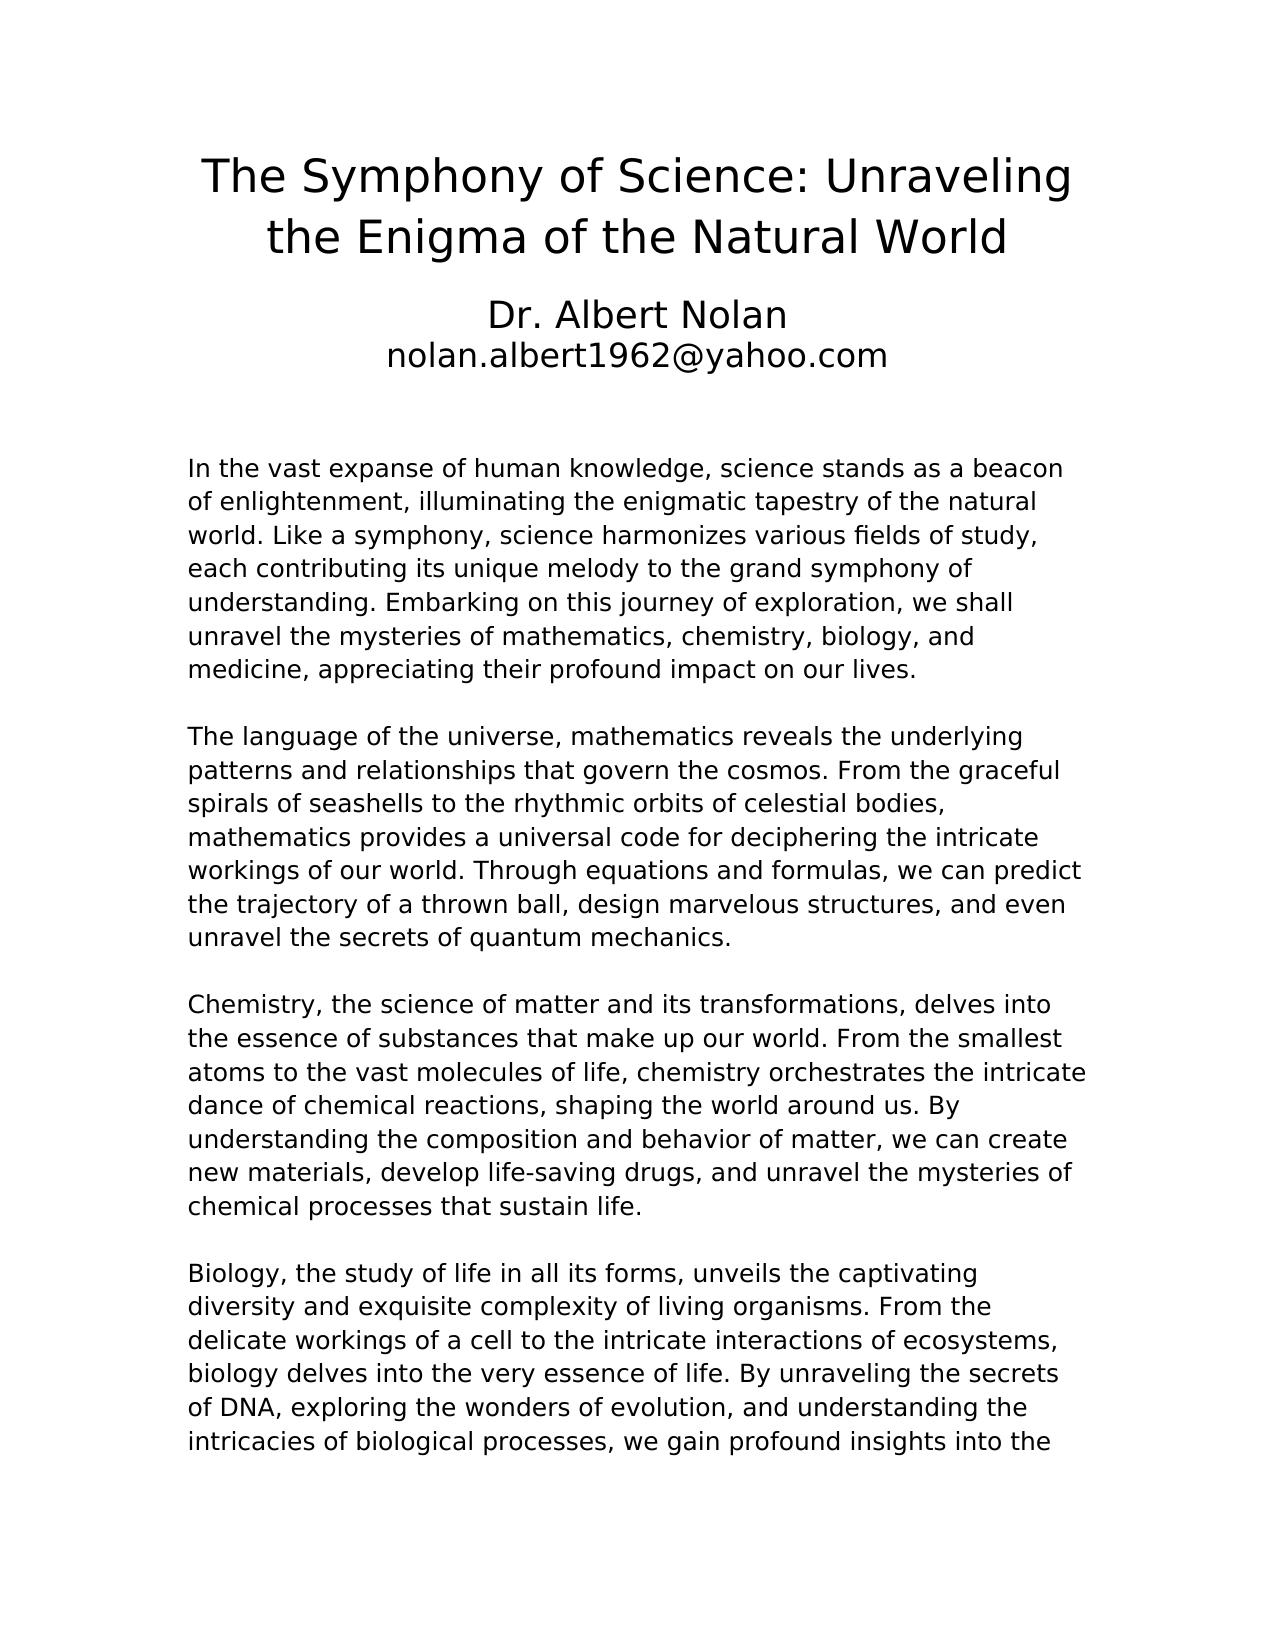 The Symphony of Science: Unraveling
the Enigma of the Natural World
Dr. Albert Nolan
nolan.albert1962@yahoo.com
In the vast expanse of human knowledge, science stands as a beacon
of enlightenment, illuminating the enigmatic tapestry of the natural
world. Like a symphony, science harmonizes various fields of study,
each contributing its unique melody to the grand symphony of
understanding. Embarking on this journey of exploration, we shall
unravel the mysteries of mathematics, chemistry, biology, and
medicine, appreciating their profound impact on our lives.
The language of the universe, mathematics reveals the underlying
patterns and relationships that govern the cosmos. From the graceful
spirals of seashells to the rhythmic orbits of celestial bodies,
mathematics provides a universal code for deciphering the intricate
workings of our world. Through equations and formulas, we can predict
the trajectory of a thrown ball, design marvelous structures, and even
unravel the secrets of quantum mechanics.
Chemistry, the science of matter and its transformations, delves into
the essence of substances that make up our world. From the smallest
atoms to the vast molecules of life, chemistry orchestrates the intricate
dance of chemical reactions, shaping the world around us. By
understanding the composition and behavior of matter, we can create
new materials, develop life-saving drugs, and unravel the mysteries of
chemical processes that sustain life.
Biology, the study of life in all its forms, unveils the captivating
diversity and exquisite complexity of living organisms. From the
delicate workings of a cell to the intricate interactions of ecosystems,
biology delves into the very essence of life. By unraveling the secrets
of DNA, exploring the wonders of evolution, and understanding the
intricacies of biological processes, we gain profound insights into the